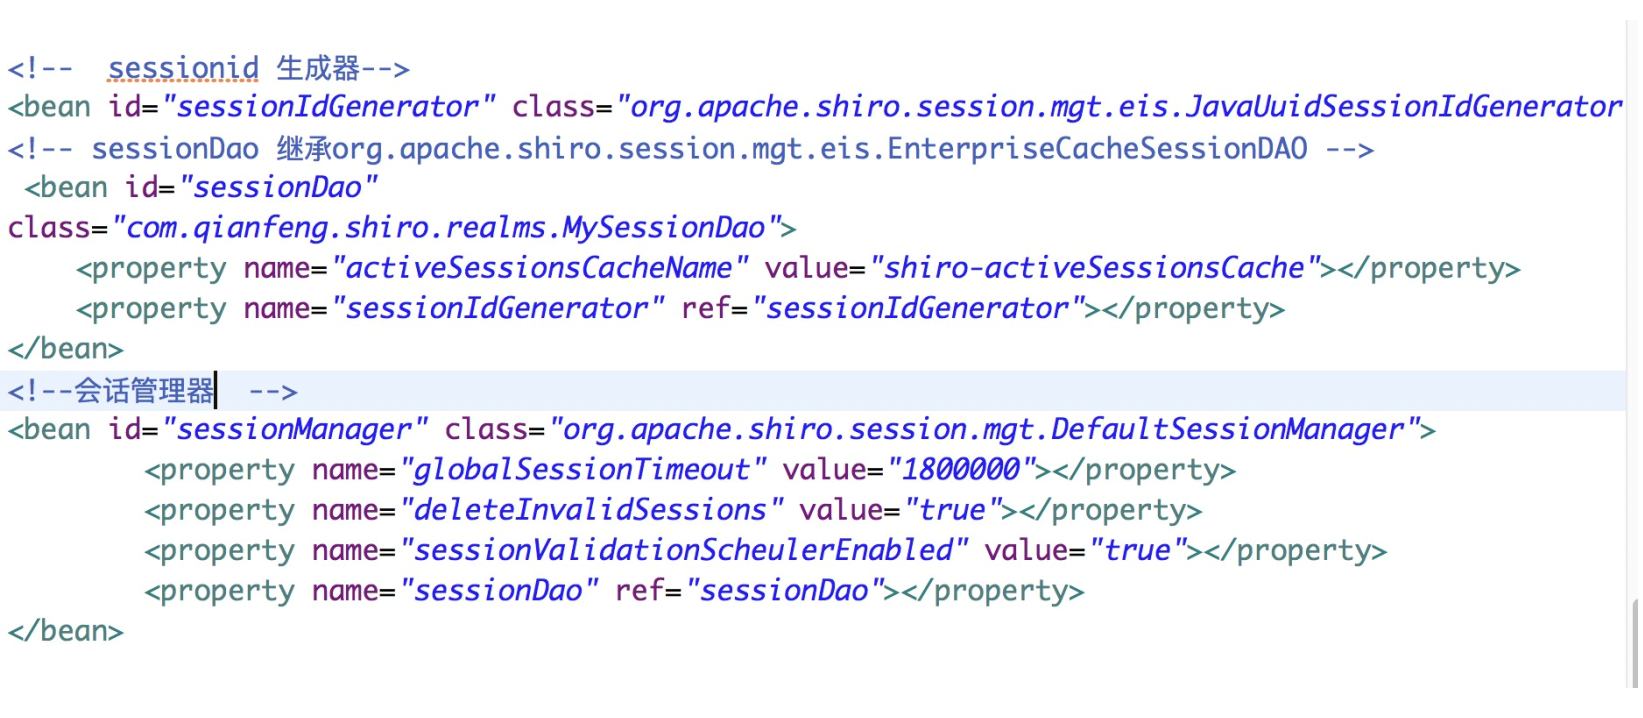 <!--  sessionid 生成器-->
<bean id="sessionIdGenerator" class="org.apache.shiro.session.mgt.eis.JavaUuidSessionIdGenerator
<!-- sessionDao 继承org.apache.shiro.session.mgt.eis.EnterpriseCacheSessionDAO -->
<bean id="sessionDao"
class="com.qianfeng.shiro.realms.MySessionDao">
<property name="activeSessionsCacheName" value="shiro-activeSessionsCache"></property>
<property name="sessionIdGenerator" ref="sessionIdGenerator"></property>
</bean>
<!--会话管理器  -->
<bean id="sessionManager" class="org.apache.shiro.session.mgt.DefaultSessionManager">
<property name="globalSessionTimeout" value="1800000"></property>
<property name="deleteInvalidSessions" value="true"></property>
<property name="sessionValidationScheulerEnabled" value="true"></property>
<property name="sessionDao" ref="sessionDao"></property>
</bean>